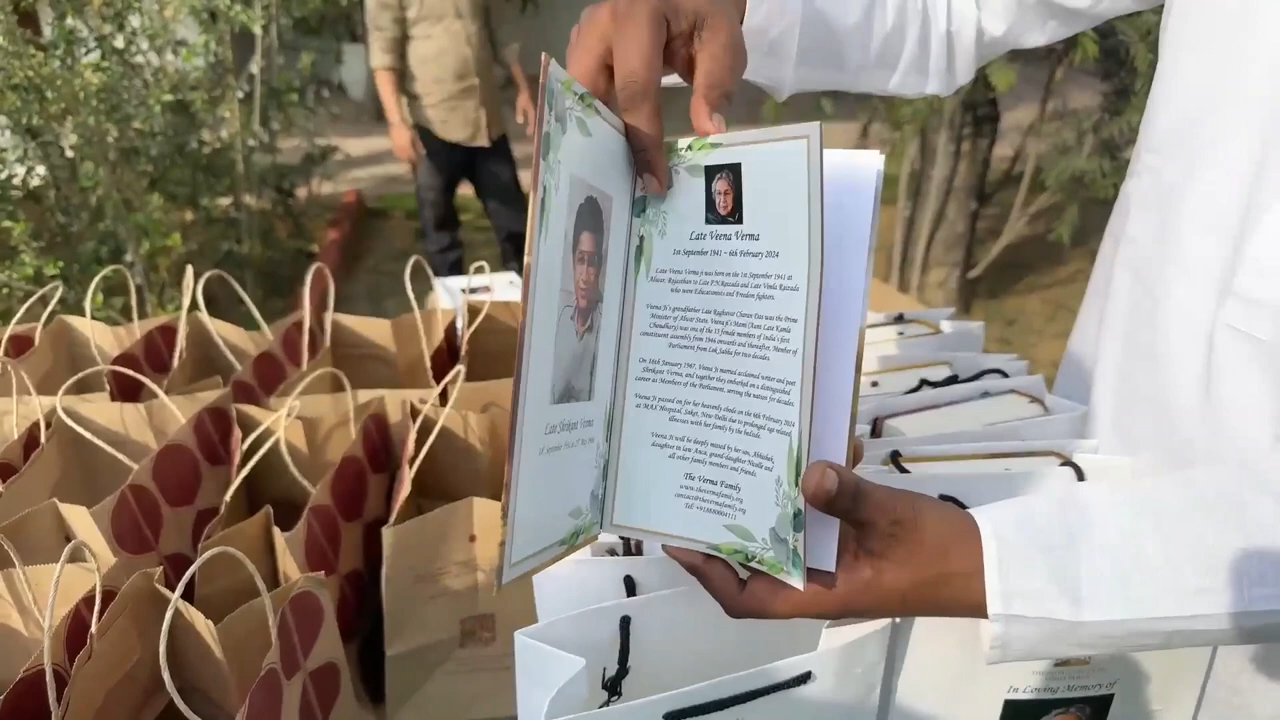 Late Shrikant Verma
Late Veena Verma
1st September 1941 ~ 6th February 2024
Late Veena Verma ji was born on the 1st September 1941 at
Alwar, Rajasthan to Late P.N.Raizada and Late Vimla Raizada
who were Educationists and Freedom fighters.
Veena Ji's grandfather Late Raghuvar Charan Das was the Prime
Minister of Alwar State. Veena ji's Mami (Aunt Late Kamla
Chowdhary) was one of the 15 female members of India's first
constituent assembly from 1946 onwards and thereafter, Member of
Parliament from Lok Sabha for two decades.
On 16th January 1967, Veena Ji married acclaimed writer and poet
Shrikant Verma, and together they embarked on a distinguished
career as Members of the Parliament, serving the nation for decades.
Veena Ji passed on for her heavenly abode on the 6th February 2024
at MAX Hospital, Saket, New Delhi due to prolonged age related
illnesses with her family by the bedside.
Veena Ji will be deeply missed by her son, Abhishek,
daughter in law Anca, grand-daughter Nicolle and
all other family members and friends.
The Verma Family
www.thevermafamily.org
contact@thevermafamily.org
In Loving Memory of